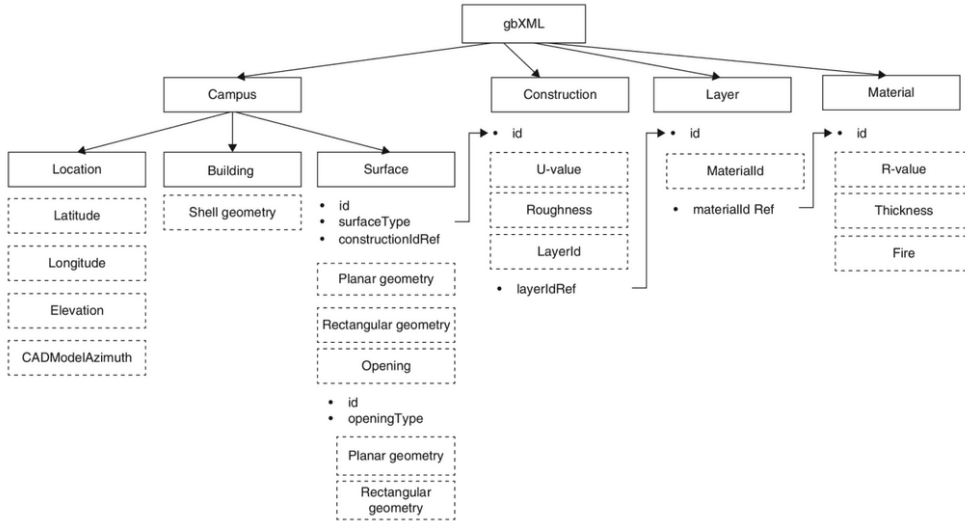 gbXML
Campus
Construction
Layer
Material
Location
Building
Surface
Latitude
Longitude
Elevation
CADModelAzimuth
Shell geometry
• id
• surfaceType
• constructionIdRef
Planar geometry
Rectangular geometry
Opening
• id
• openingType
Planar geometry
Rectangular
geometry
• id
U-value
Roughness
LayerId
• layerIdRef
• id
MaterialId
• materialId Ref
• id
R-value
Thickness
Fire